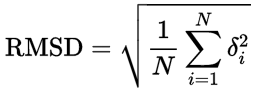 RMSD = \sqrt{\frac{1}{N} \sum_{i=1}^{N} \delta_i^2}